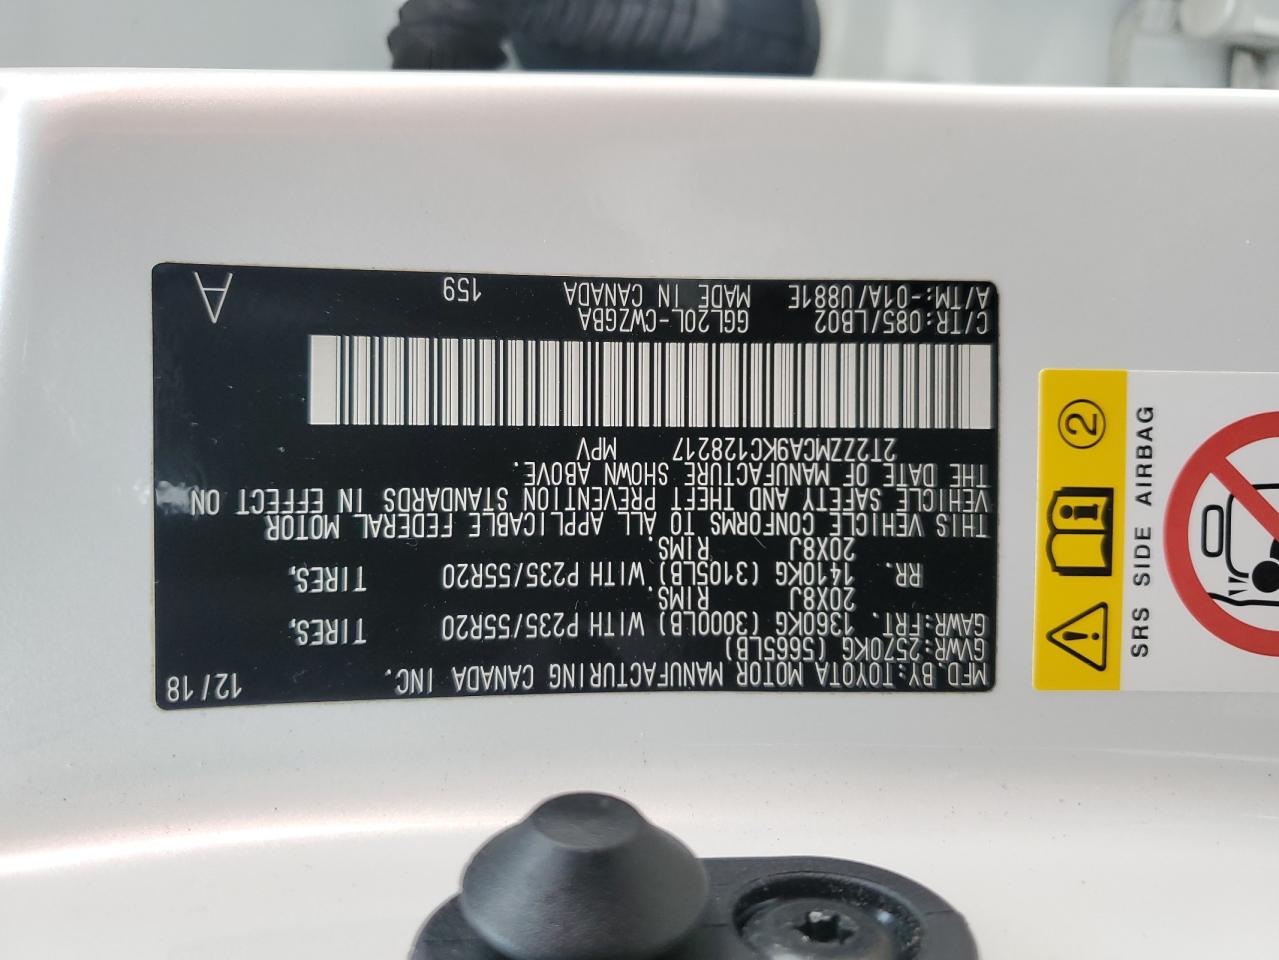 MFD.BY:TOYOTA MOTOR MANUFACTURING CANADA INC. 12/18
GWR:2570KG (5665LB)
GAWR:FRT. 1360KG (3000LB) WITH P235/55R20 TIRES,
20X8J RIMS.
RR. 1410KG (3105LB) WITH P235/55R20 TIRES,
20X8J RIMS.
THIS VEHICLE CONFORMS TO ALL APPLICABLE FEDERAL MOTOR
VEHICLE SAFETY AND THEFT PREVENTION STANDARDS IN EFFECT ON
THE DATE OF MANUFACTURE SHOWN ABOVE.
2T2ZZMCA9KC128217 MPV
C/TR:085/LB02 GGL20L-CWZGBA
A/TM:-01A/U881E MADE IN CANADA 159
A
2
SRS SIDE AIRBAG